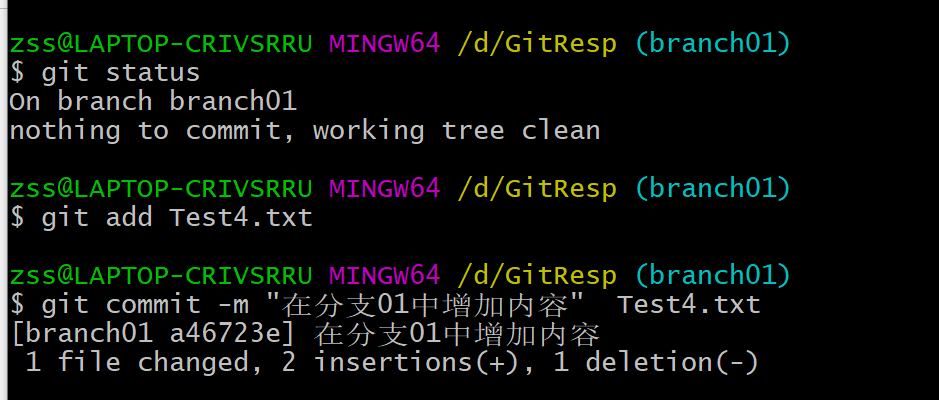 zss@LAPTOP-CRIVSRRU MINGW64 /d/GitResp (branch01)
$ git status
On branch branch01
nothing to commit, working tree clean
zss@LAPTOP-CRIVSRRU MINGW64 /d/GitResp (branch01)
$ git add Test4.txt
zss@LAPTOP-CRIVSRRU MINGW64 /d/GitResp (branch01)
$ git commit -m "在分支01中增加内容"  Test4.txt
[branch01 a46723e] 在分支01中增加内容
 1 file changed, 2 insertions(+), 1 deletion(-)